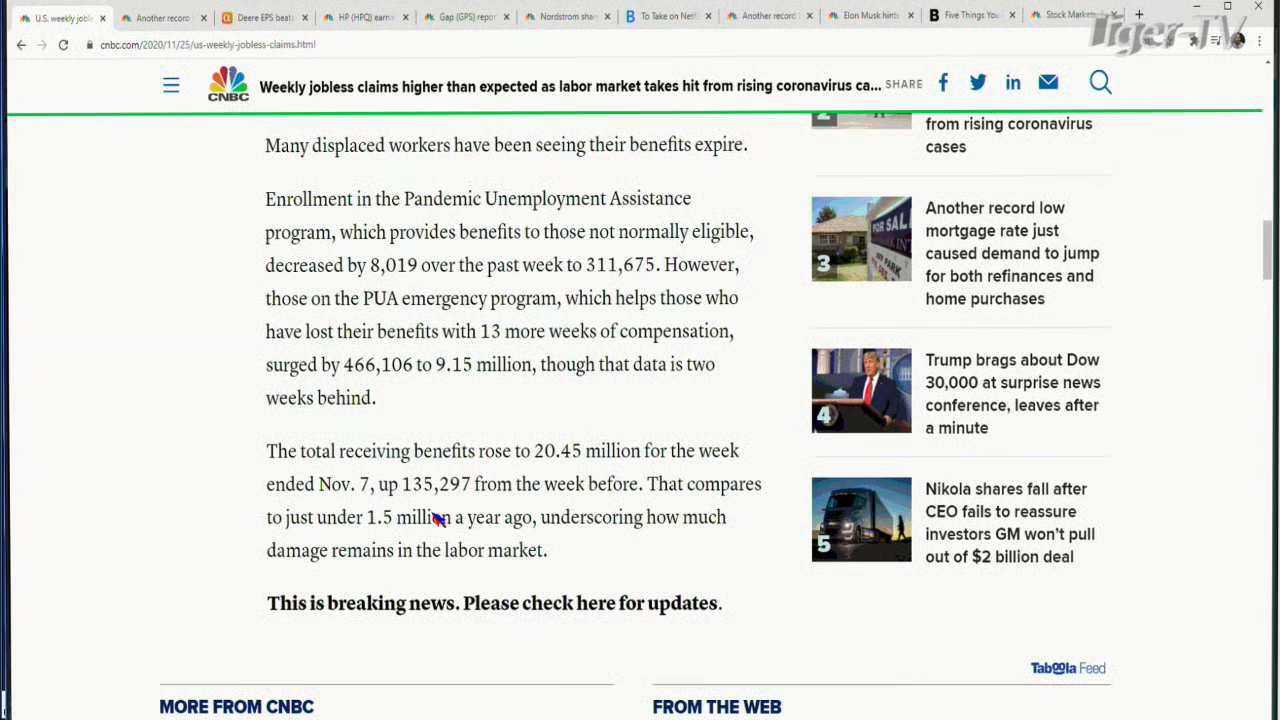 U.S. weekly jobl
Another record
Deere EPS beat
HP (HPQ) earn
Gap (GPS) repor
Nordstrom shar
To Take on Netf
Another record
Elon Musk hints
Five Things You
Stock Market
Tiger-TV
cnbc.com/2020/11/25/us-weekly-jobless-claims.html
CNBC
Weekly jobless claims higher than expected as labor market takes hit from rising coronavirus ca...
SHARE
Many displaced workers have been seeing their benefits expire.
Enrollment in the Pandemic Unemployment Assistance
program, which provides benefits to those not normally eligible,
decreased by 8,019 over the past week to 311,675. However,
those on the PUA emergency program, which helps those who
have lost their benefits with 13 more weeks of compensation,
surged by 466,106 to 9.15 million, though that data is two
weeks behind.
The total receiving benefits rose to 20.45 million for the week
ended Nov. 7, up 135,297 from the week before. That compares
to just under 1.5 million a year ago, underscoring how much
damage remains in the labor market.
This is breaking news. Please check here for updates.
2
from rising coronavirus
cases
FOR SAL
3
Another record low
mortgage rate just
caused demand to jump
for both refinances and
home purchases
4
Trump brags about Dow
30,000 at surprise news
conference, leaves after
a minute
5
Nikola shares fall after
CEO fails to reassure
investors GM won't pull
out of $2 billion deal
Taboola Feed
MORE FROM CNBC
FROM THE WEB